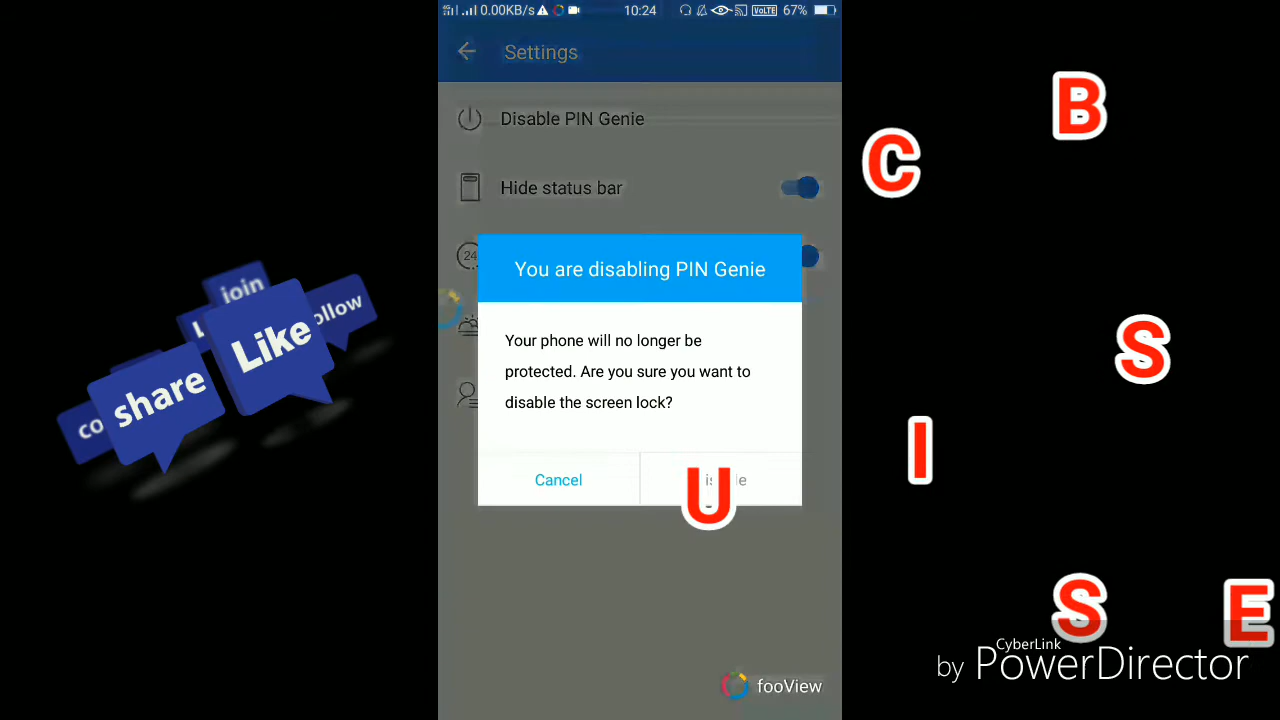 0.00KB/s 10:24 VoLTE 67%
Settings
Disable PIN Genie
Hide status bar
24
You are disabling PIN Genie
Your phone will no longer be
protected. Are you sure you want to
disable the screen lock?
Cancel
join
Like
share
B
C
S
I
U
S
E
CyberLink
by PowerDirector
fooView